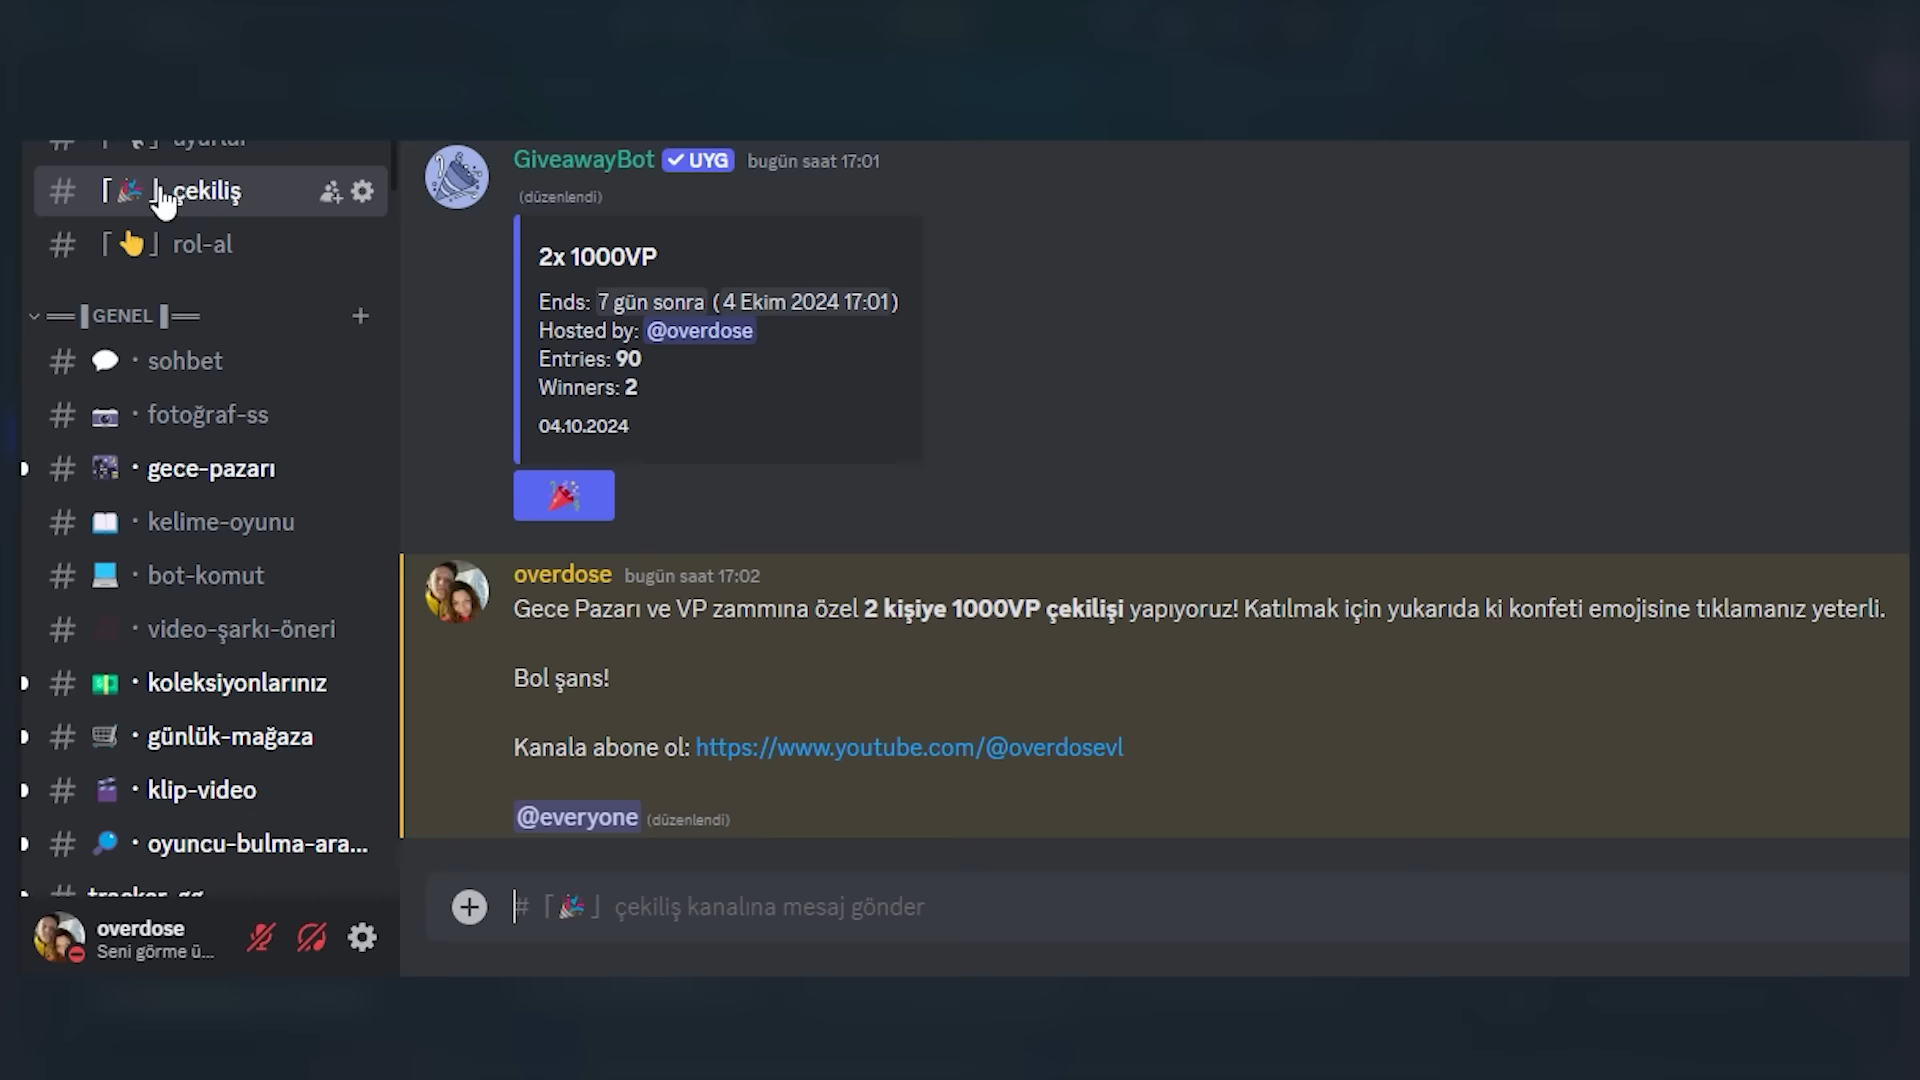 # 「 」 çekiliş
# 「 」 rol-al
GENEL
# · sohbet
# · fotoğraf-ss
# · gece-pazarı
# · kelime-oyunu
# · bot-komut
# · video-şarkı-öneri
# · koleksiyonlarınız
# · günlük-mağaza
# · klip-video
# · oyuncu-bulma-ara...
overdose
Seni görme ü...
GiveawayBot UYG bugün saat 17:01
(düzenlendi)
2x 1000VP
Ends: 7 gün sonra (4 Ekim 2024 17:01)
Hosted by: @overdose
Entries: 90
Winners: 2
04.10.2024
overdose bugün saat 17:02
Gece Pazarı ve VP zammına özel 2 kişiye 1000VP çekilişi yapıyoruz! Katılmak için yukarıda ki konfeti emojisine tıklamanız yeterli.
Bol şans!
Kanala abone ol: https://www.youtube.com/@overdosevl
@everyone (düzenlendi)
# 「 」 çekiliş kanalına mesaj gönder